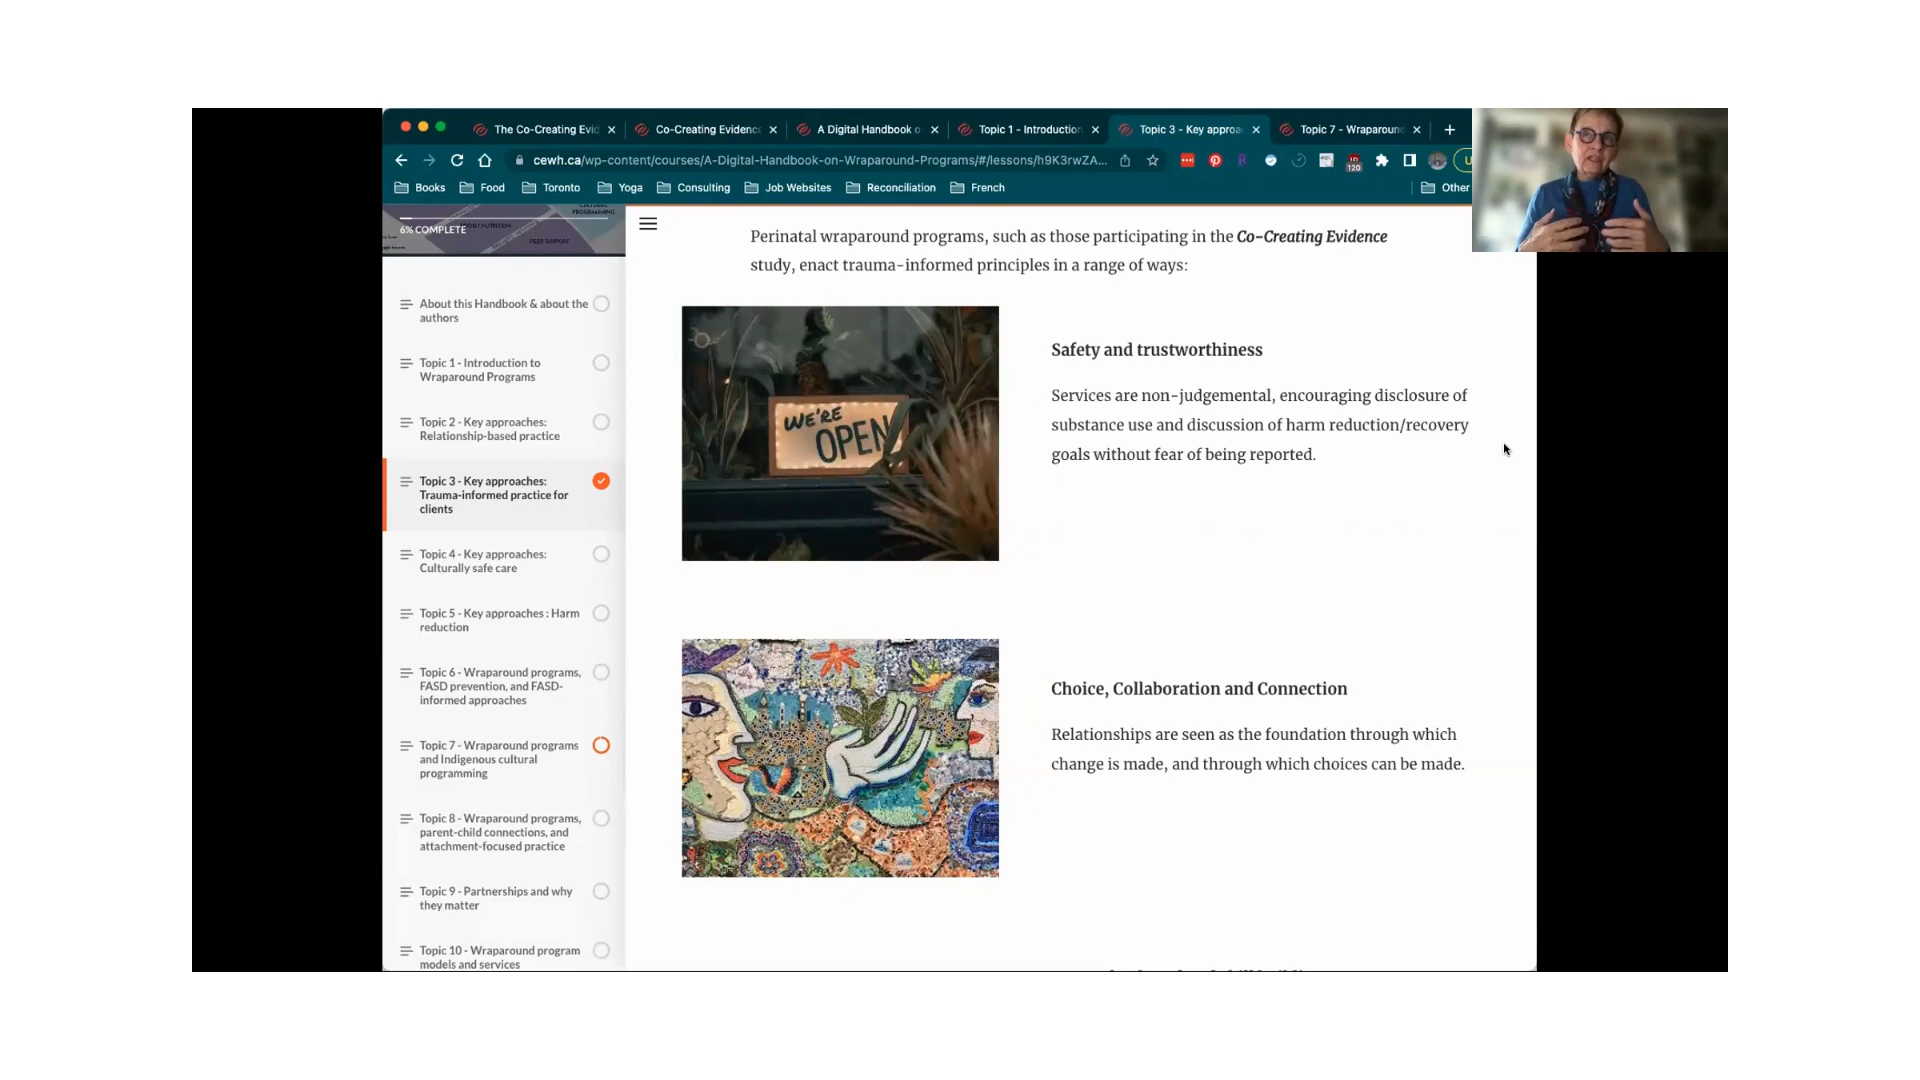 The Co-Creating Evid
Co-Creating Evidence
A Digital Handbook o
Topic 1 - Introduction
Topic 3 - Key approa
Topic 7 - Wraparoun
cewh.ca/wp-content/courses/A-Digital-Handbook-on-Wraparound-Programs/#/lessons/h9K3rwZA...
120
U
Books
Food
Toronto
Yoga
Consulting
Job Websites
Reconciliation
French
Other
CULTURAL
PROGRAMMING
FOOD / NUTRITION
PEER SUPPORT
6% COMPLETE
About this Handbook & about the
authors
Topic 1 - Introduction to
Wraparound Programs
Topic 2 - Key approaches:
Relationship-based practice
Topic 3 - Key approaches:
Trauma-informed practice for
clients
Topic 4 - Key approaches:
Culturally safe care
Topic 5 - Key approaches : Harm
reduction
Topic 6 - Wraparound programs,
FASD prevention, and FASD-
informed approaches
Topic 7 - Wraparound programs
and Indigenous cultural
programming
Topic 8 - Wraparound programs,
parent-child connections, and
attachment-focused practice
Topic 9 - Partnerships and why
they matter
Topic 10 - Wraparound program
models and services
Perinatal wraparound programs, such as those participating in the Co-Creating Evidence
study, enact trauma-informed principles in a range of ways:
WE'RE
OPEN
Safety and trustworthiness
Services are non-judgemental, encouraging disclosure of
substance use and discussion of harm reduction/recovery
goals without fear of being reported.
Choice, Collaboration and Connection
Relationships are seen as the foundation through which
change is made, and through which choices can be made.